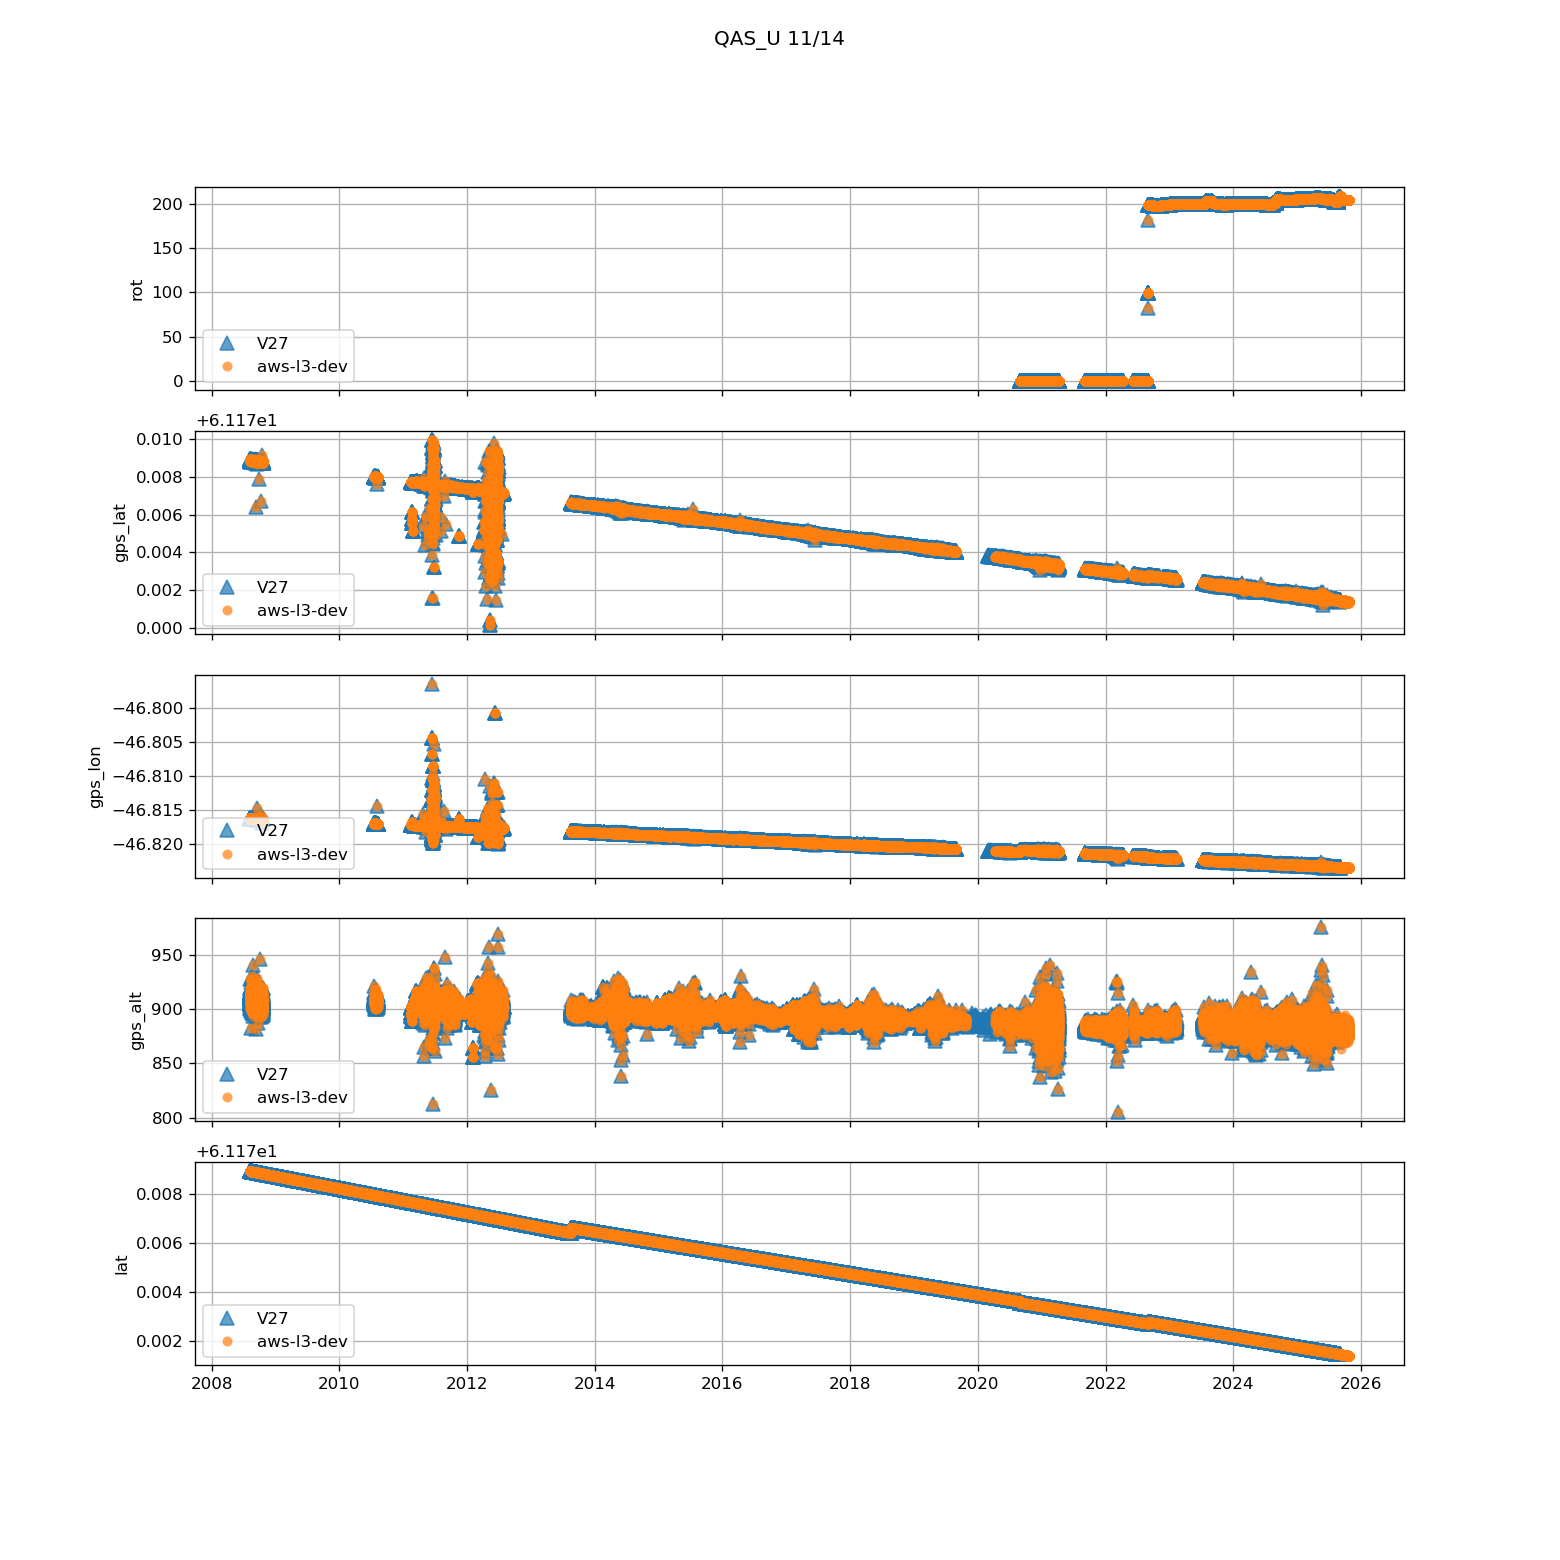 QAS_U 11/14
200
150
100
50
0
rot
V27
aws-l3-dev
+6.117e1
0.010
0.008
0.006
0.004
0.002
0.000
gps_lat
V27
aws-l3-dev
−46.800
−46.805
−46.810
−46.815
−46.820
gps_lon
V27
aws-l3-dev
950
900
850
800
gps_alt
V27
aws-l3-dev
+6.117e1
0.008
0.006
0.004
0.002
lat
V27
aws-l3-dev
2008 2010 2012 2014 2016 2018 2020 2022 2024 2026